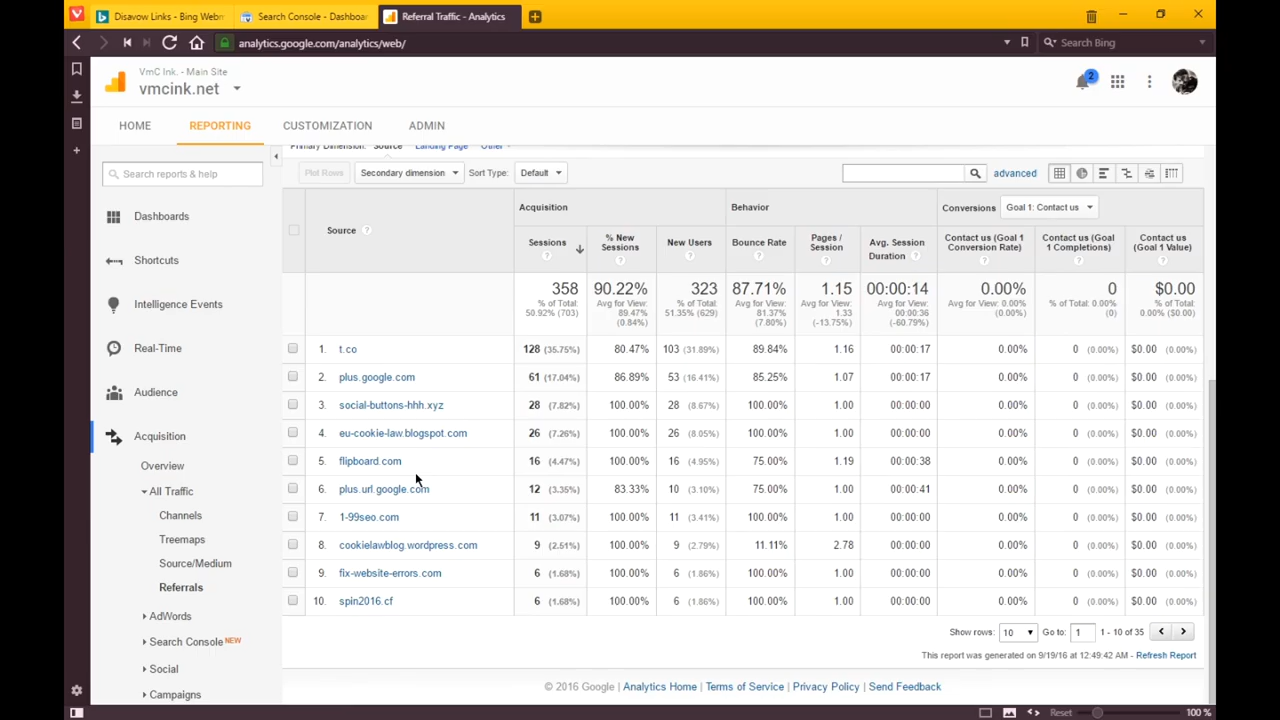 Disavow Links - Bing Webm
Search Console - Dashboa
Referral Traffic - Analytics
analytics.google.com/analytics/web/
Search Bing
VmC Ink. - Main Site
vmcink.net
2
HOME
REPORTING
CUSTOMIZATION
ADMIN
Search reports & help
Dashboards
Shortcuts
Intelligence Events
Real-Time
Audience
Acquisition
Overview
All Traffic
Channels
Treemaps
Source/Medium
Referrals
AdWords
Search Console NEW
Social
Campaigns
Primary Dimension: Source Landing Page Other
Plot Rows Secondary dimension Sort Type: Default advanced
Source ?
Acquisition Behavior Conversions Goal 1: Contact us
Sessions ? % New Sessions ? New Users ? Bounce Rate ? Pages / Session ? Avg. Session Duration ? Contact us (Goal 1 Conversion Rate) ? Contact us (Goal 1 Completions) ? Contact us (Goal 1 Value) ?
358 90.22% 323 87.71% 1.15 00:00:14 0.00% 0 $0.00
% of Total: 50.92% (703) Avg for View: 89.47% (0.84%) % of Total: 51.35% (629) Avg for View: 81.37% (7.80%) Avg for View: 1.33 (-13.75%) Avg for View: 00:00:36 (-60.79%) Avg for View: 0.00% (0.00%) % of Total: 0.00% (0) % of Total: 0.00% ($0.00)
1. t.co 128 (35.75%) 80.47% 103 (31.89%) 89.84% 1.16 00:00:17 0.00% 0 (0.00%) $0.00 (0.00%)
2. plus.google.com 61 (17.04%) 86.89% 53 (16.41%) 85.25% 1.07 00:00:17 0.00% 0 (0.00%) $0.00 (0.00%)
3. social-buttons-hhh.xyz 28 (7.82%) 100.00% 28 (8.67%) 100.00% 1.00 00:00:00 0.00% 0 (0.00%) $0.00 (0.00%)
4. eu-cookie-law.blogspot.com 26 (7.26%) 100.00% 26 (8.05%) 100.00% 1.00 00:00:00 0.00% 0 (0.00%) $0.00 (0.00%)
5. flipboard.com 16 (4.47%) 100.00% 16 (4.95%) 75.00% 1.19 00:00:38 0.00% 0 (0.00%) $0.00 (0.00%)
6. plus.url.google.com 12 (3.35%) 83.33% 10 (3.10%) 75.00% 1.00 00:00:41 0.00% 0 (0.00%) $0.00 (0.00%)
7. 1-99seo.com 11 (3.07%) 100.00% 11 (3.41%) 100.00% 1.00 00:00:00 0.00% 0 (0.00%) $0.00 (0.00%)
8. cookielawblog.wordpress.com 9 (2.51%) 100.00% 9 (2.79%) 11.11% 2.78 00:00:00 0.00% 0 (0.00%) $0.00 (0.00%)
9. fix-website-errors.com 6 (1.68%) 100.00% 6 (1.86%) 100.00% 1.00 00:00:00 0.00% 0 (0.00%) $0.00 (0.00%)
10. spin2016.cf 6 (1.68%) 100.00% 6 (1.86%) 100.00% 1.00 00:00:00 0.00% 0 (0.00%) $0.00 (0.00%)
Show rows: 10 Go to: 1 1 - 10 of 35
This report was generated on 9/19/16 at 12:49:42 AM - Refresh Report
© 2016 Google | Analytics Home | Terms of Service | Privacy Policy | Send Feedback
Reset 100 %